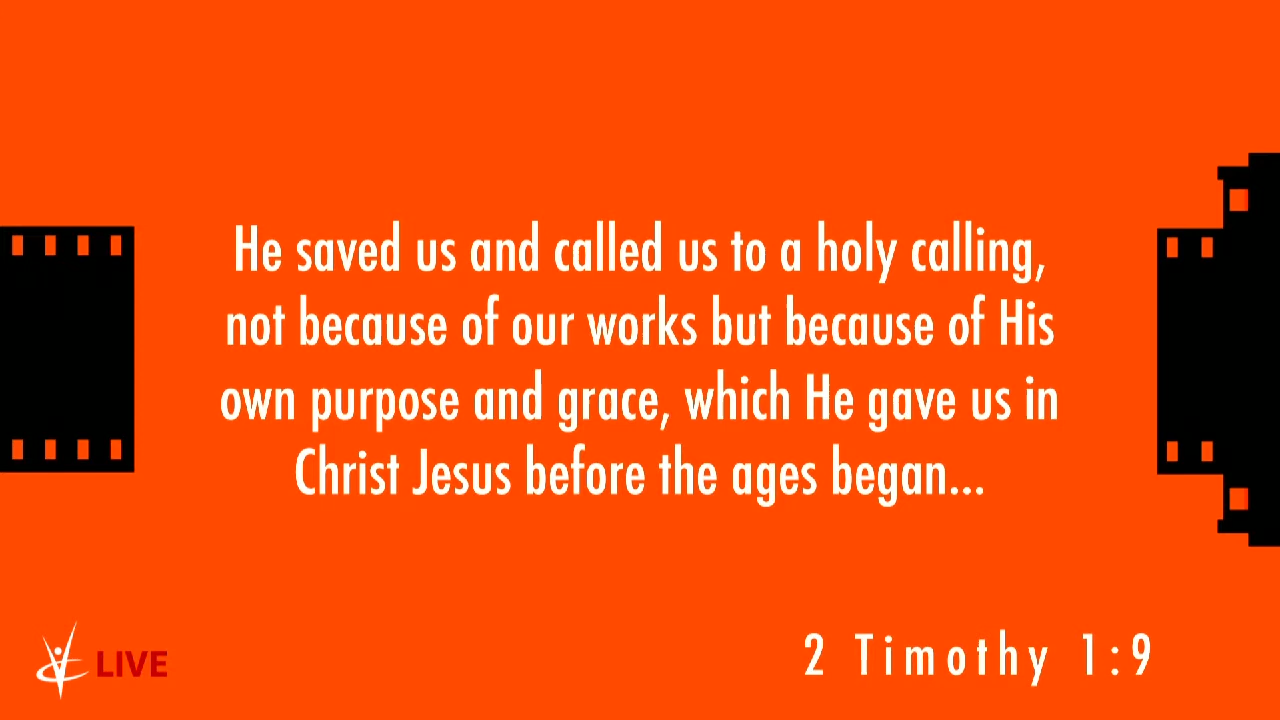 He saved us and called us to a holy calling,
not because of our works but because of His
own purpose and grace, which He gave us in
Christ Jesus before the ages began...
2 Timothy 1:9
LIVE